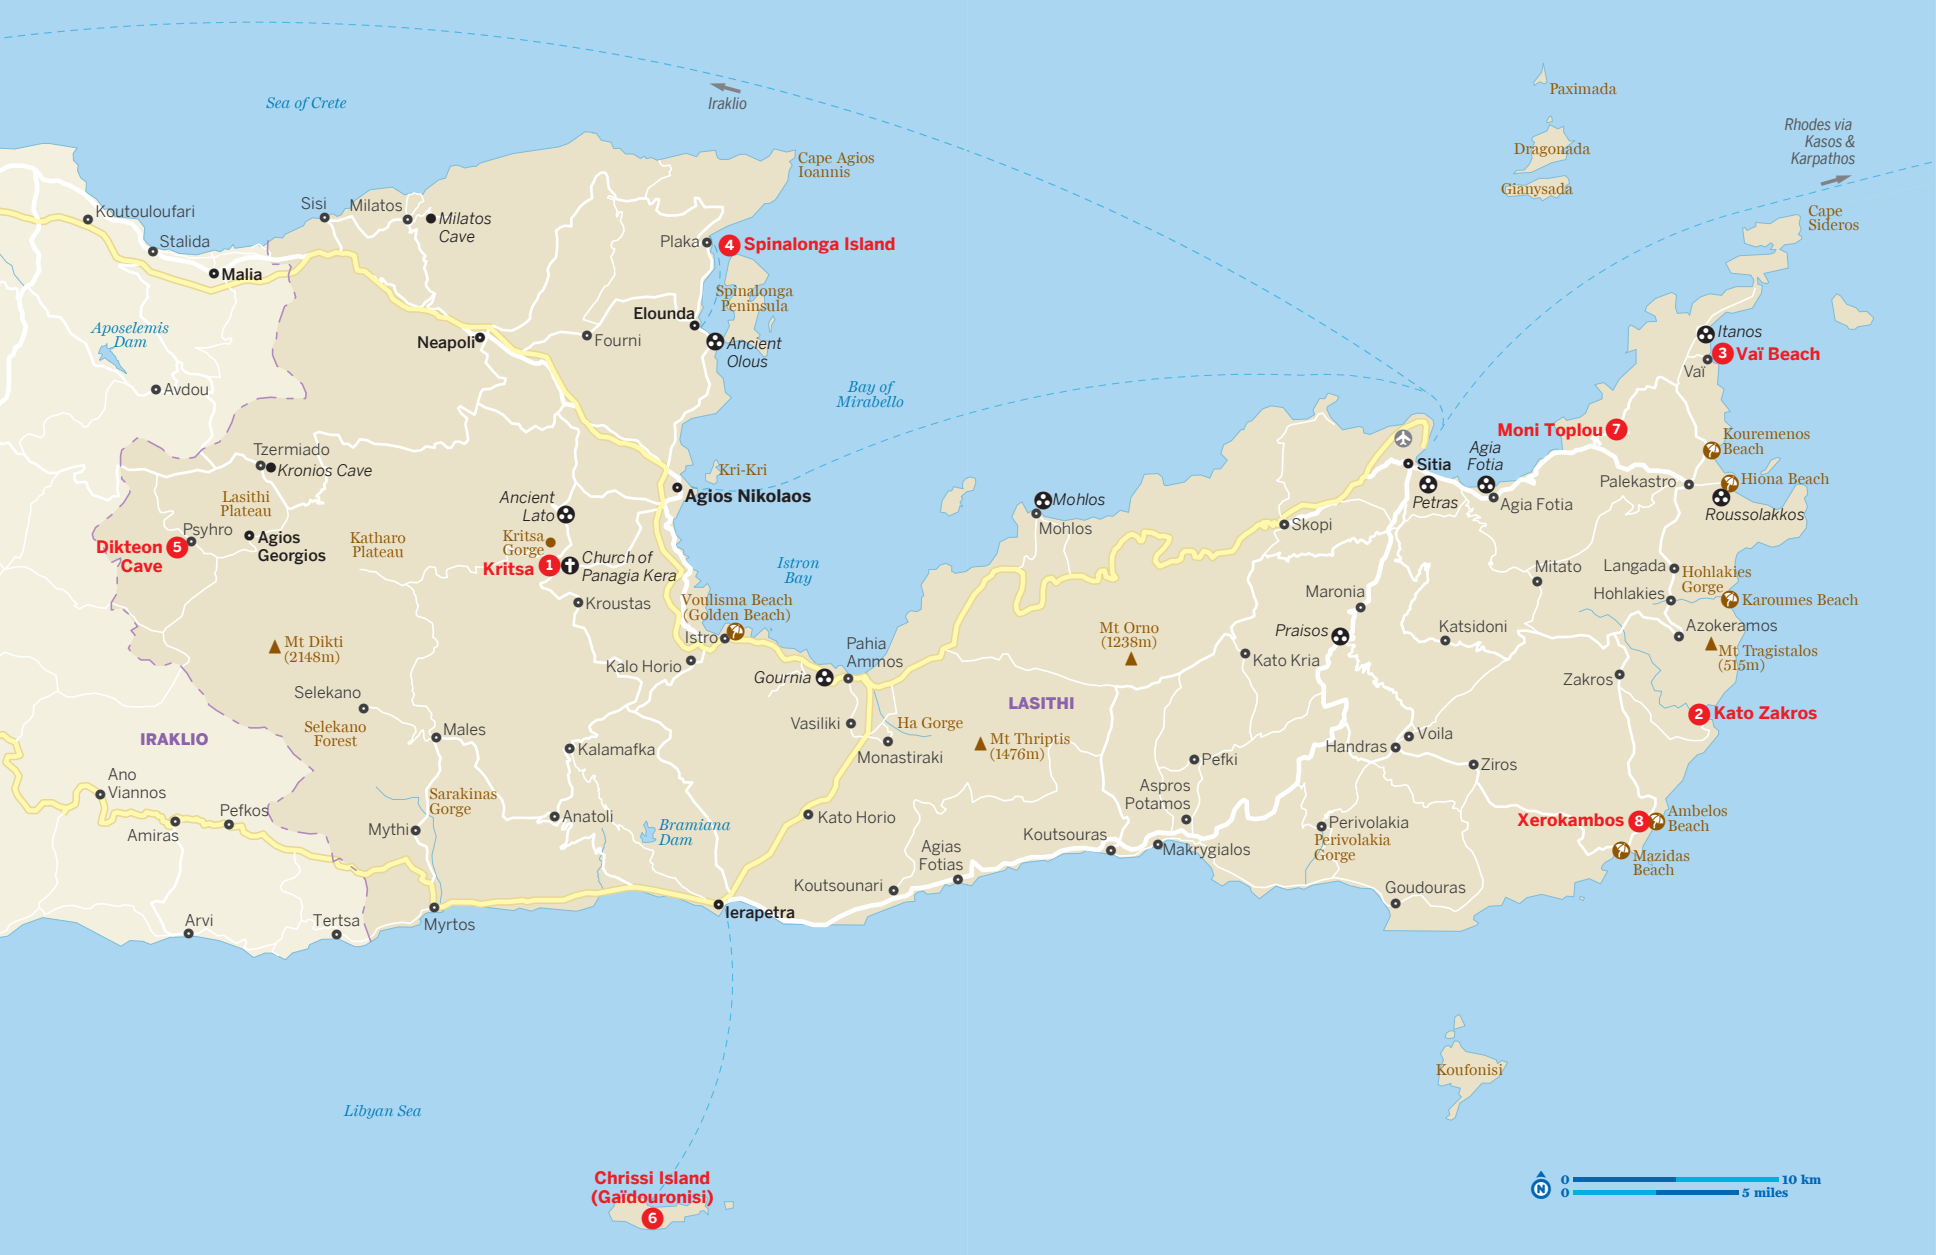 Sea of Crete
Iraklio
Paximada
Dragonada
Gianysada
Rhodes via
Kasos &
Karpathos
Cape
Sideros
Cape Agios
Ioannis
Koutouloufari
Stalida
Malia
Sisi
Milatos
Milatos
Cave
Plaka
4 Spinalonga Island
Spinalonga
Peninsula
Elounda
Ancient
Olous
Fourni
Neapoli
Aposelemis
Dam
Avdou
Bay of
Mirabello
Itanos
3 Vaï Beach
Vaï
Moni Toplou 7
Kouremenos
Beach
Agia
Fotia
Sitia
Petras
Agia Fotia
Palekastro
Hiona Beach
Roussolakkos
Tzermiado
Kronios Cave
Lasithi
Plateau
Psyhro
Dikteon 5
Cave
Agios
Georgios
Katharo
Plateau
Kri-Kri
Agios Nikolaos
Ancient
Lato
Kritsa
Gorge
Kritsa 1
Church of
Panagia Kera
Kroustas
Istron
Bay
Voulisma Beach
(Golden Beach)
Istro
Kalo Horio
Mohlos
Mohlos
Skopi
Maronia
Praisos
Kato Kria
Mt Orno
(1238m)
Katsidoni
Mitato
Langada
Hohlakies
Gorge
Hohlakies
Karoumes Beach
Azokeramos
Mt Tragistalos
(515m)
Zakros
2 Kato Zakros
Mt Dikti
(2148m)
Selekano
Selekano
Forest
Males
Kalamafka
Pahia
Ammos
Gournia
Vasiliki
Ha Gorge
Monastiraki
LASITHI
Mt Thriptis
(1476m)
Pefki
Aspros
Potamos
Handras
Voila
Ziros
IRAKLIO
Ano
Viannos
Amiras
Pefkos
Sarakinas
Gorge
Mythi
Anatoli
Bramiana
Dam
Kato Horio
Agias
Fotias
Koutsounari
Koutsouras
Makrygialos
Perivolakia
Perivolakia
Gorge
Goudouras
Xerokambos 8
Ambelos
Beach
Mazidas
Beach
Arvi
Tertsa
Myrtos
Ierapetra
Koufonisi
Libyan Sea
Chrissi Island
(Gaïdouronisi)
6
N
0 10 km
0 5 miles